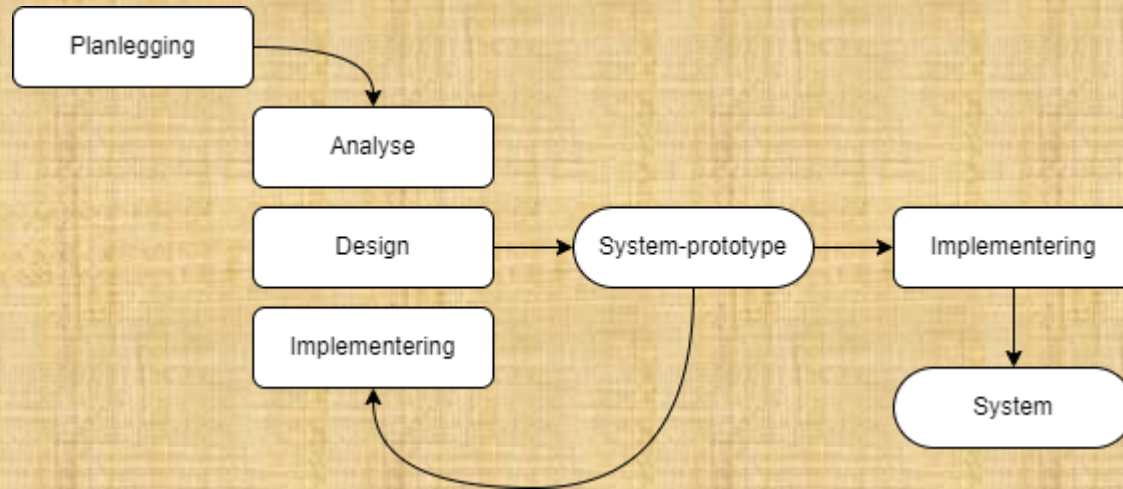 Planlegging
Analyse
Design
System-prototype
Implementering
Implementering
System